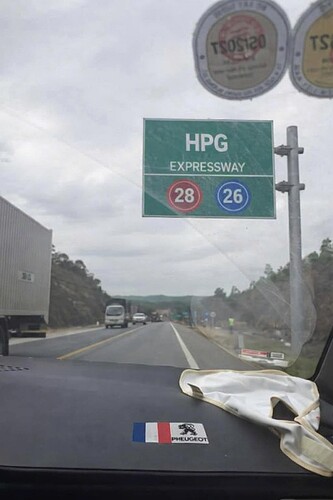 HPG
EXPRESSWAY
28 26
PEUGEOT